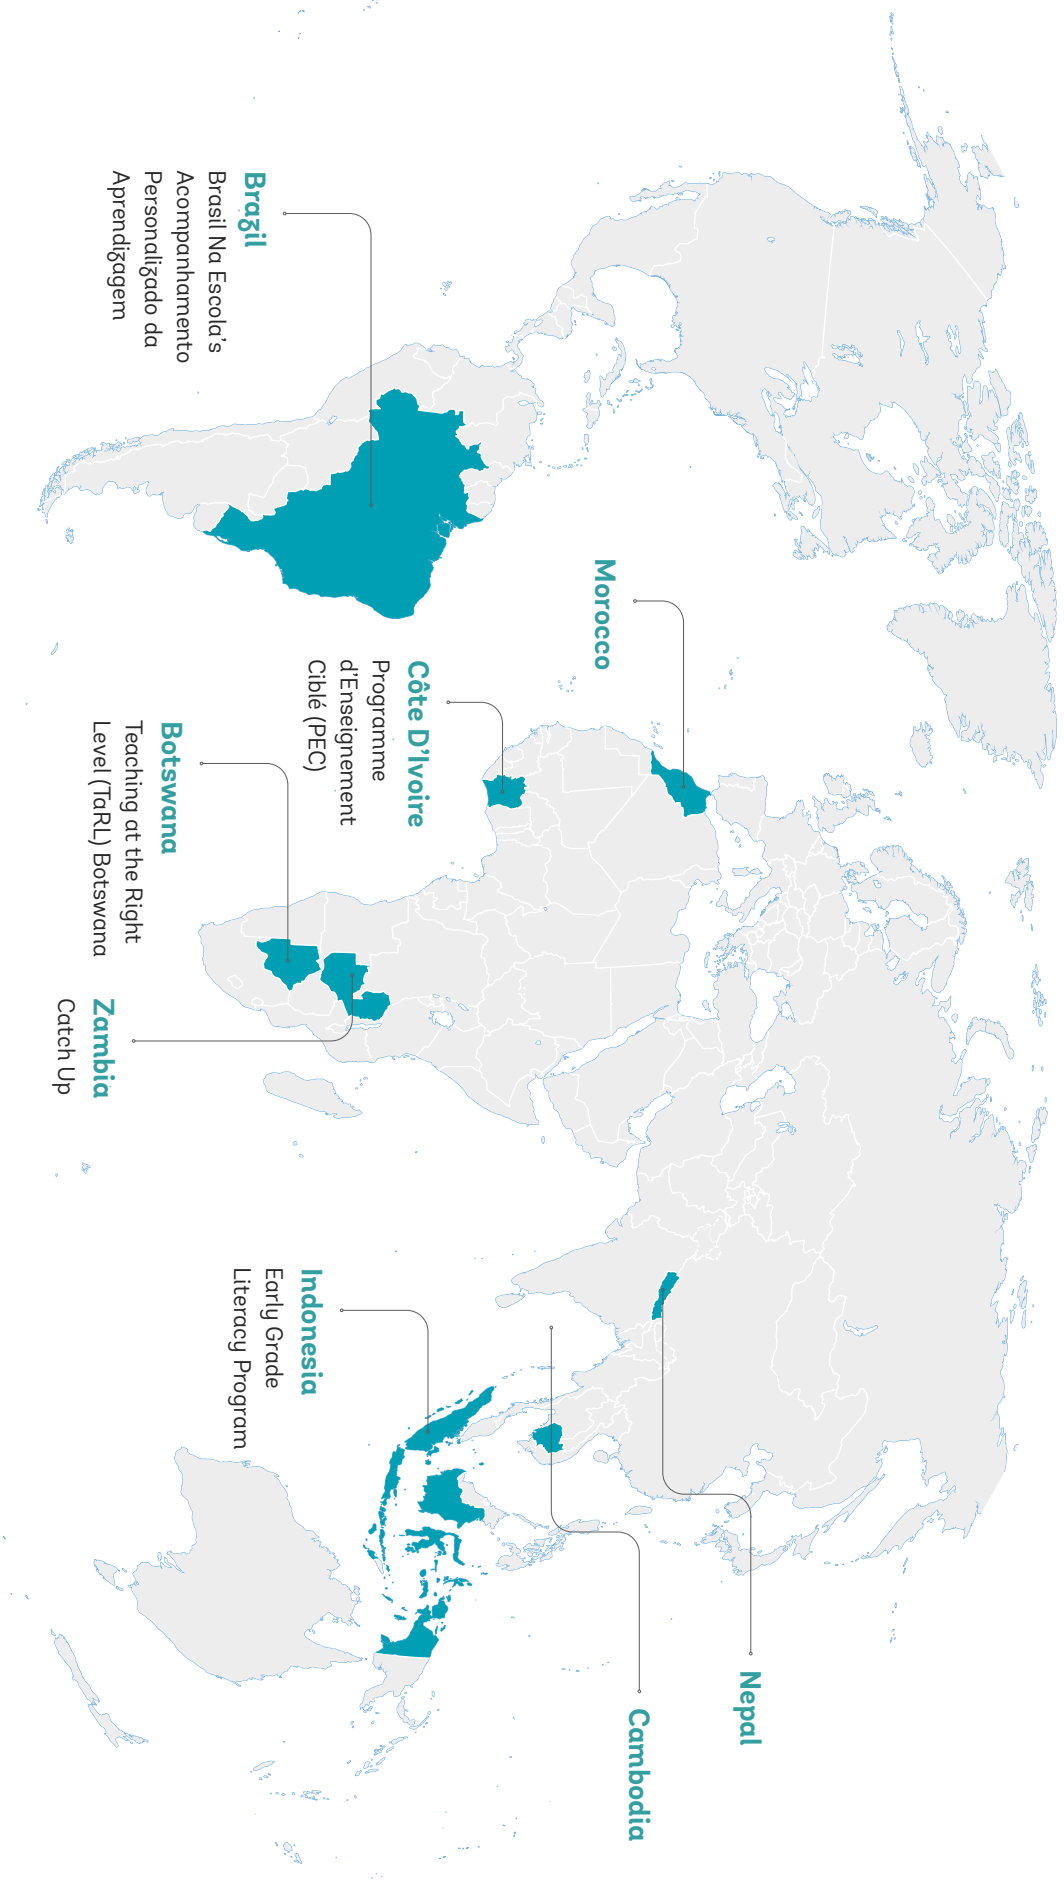 Brazil
Brasil Na Escola's
Acompanhamento
Personalizado da
Aprendizagem
Morocco
Côte D'Ivoire
Programme
d'Enseignement
Ciblé (PEC)
Botswana
Teaching at the Right
Level (TaRL) Botswana
Zambia
Catch Up
Indonesia
Early Grade
Literacy Program
Nepal
Cambodia